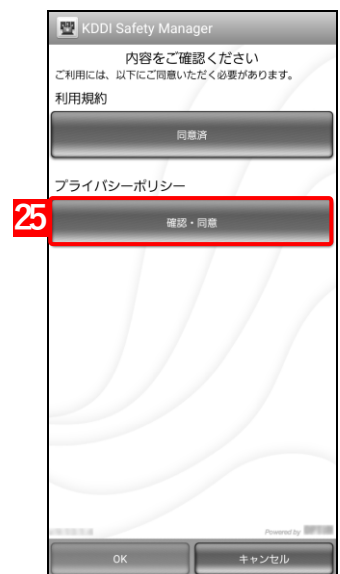 KDDI Safety Manager
内容をご確認ください
ご利用には、以下にご同意いただく必要があります。
利用規約
同意済
プライバシーポリシー
25
確認・同意
Powered by
OK
キャンセル